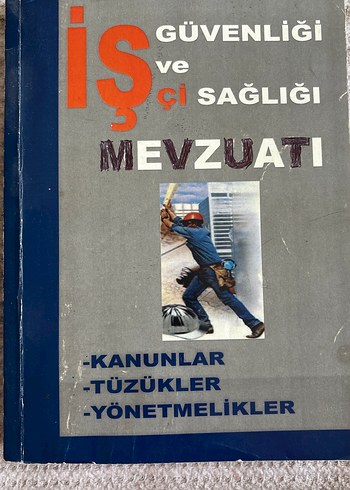 İŞ GÜVENLİĞİ
ve
çi SAĞLIĞI
MEVZUATI
-KANUNLAR
-TÜZÜKLER
-YÖNETMELİKLER